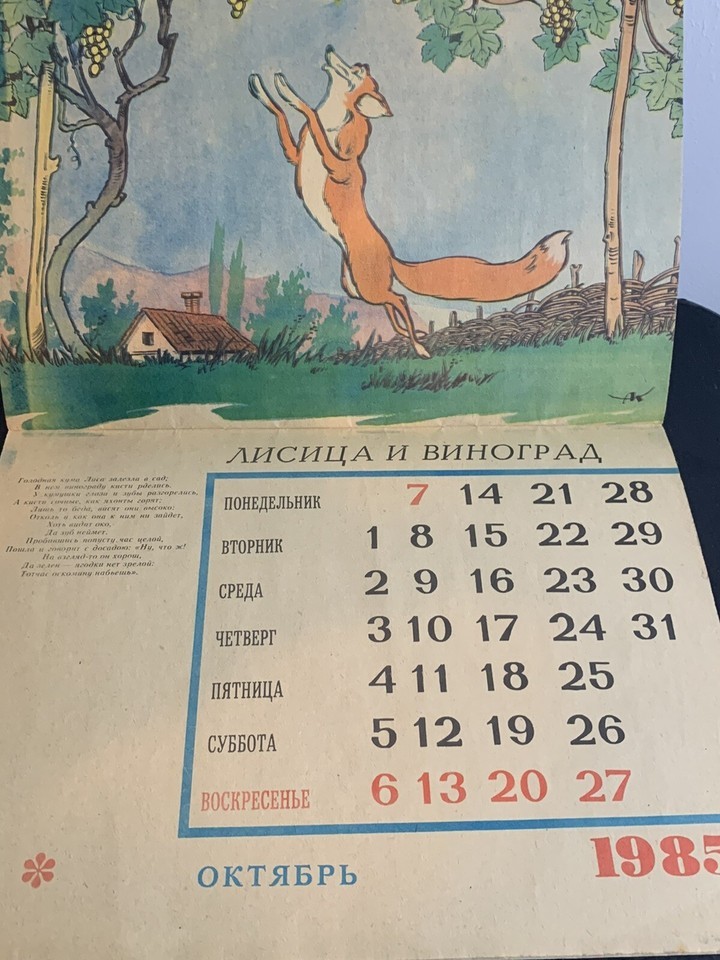 ЛИСИЦА И ВИНОГРАД
Голодная кума Лиса залезла в сад;
В нем винограду кисти рделись.
У кумушки глаза и зубы разгорелись,
А кисти сочные, как яхонты горят;
Лишь то беда, висят они высоко:
Отколь и как она к ним ни зайдет,
Хоть видит око,
Да зуб неймет.
Пробившись попусту час целой,
Пошла и говорит с досадою: «Ну, что ж!
На взгляд-то он хорош,
Да зелен — ягодки нет зрелой:
Тотчас оскомину набьешь».
ПОНЕДЕЛЬНИК 7 14 21 28
ВТОРНИК 1 8 15 22 29
СРЕДА 2 9 16 23 30
ЧЕТВЕРГ 3 10 17 24 31
ПЯТНИЦА 4 11 18 25
СУББОТА 5 12 19 26
ВОСКРЕСЕНЬЕ 6 13 20 27
ОКТЯБРЬ 1985